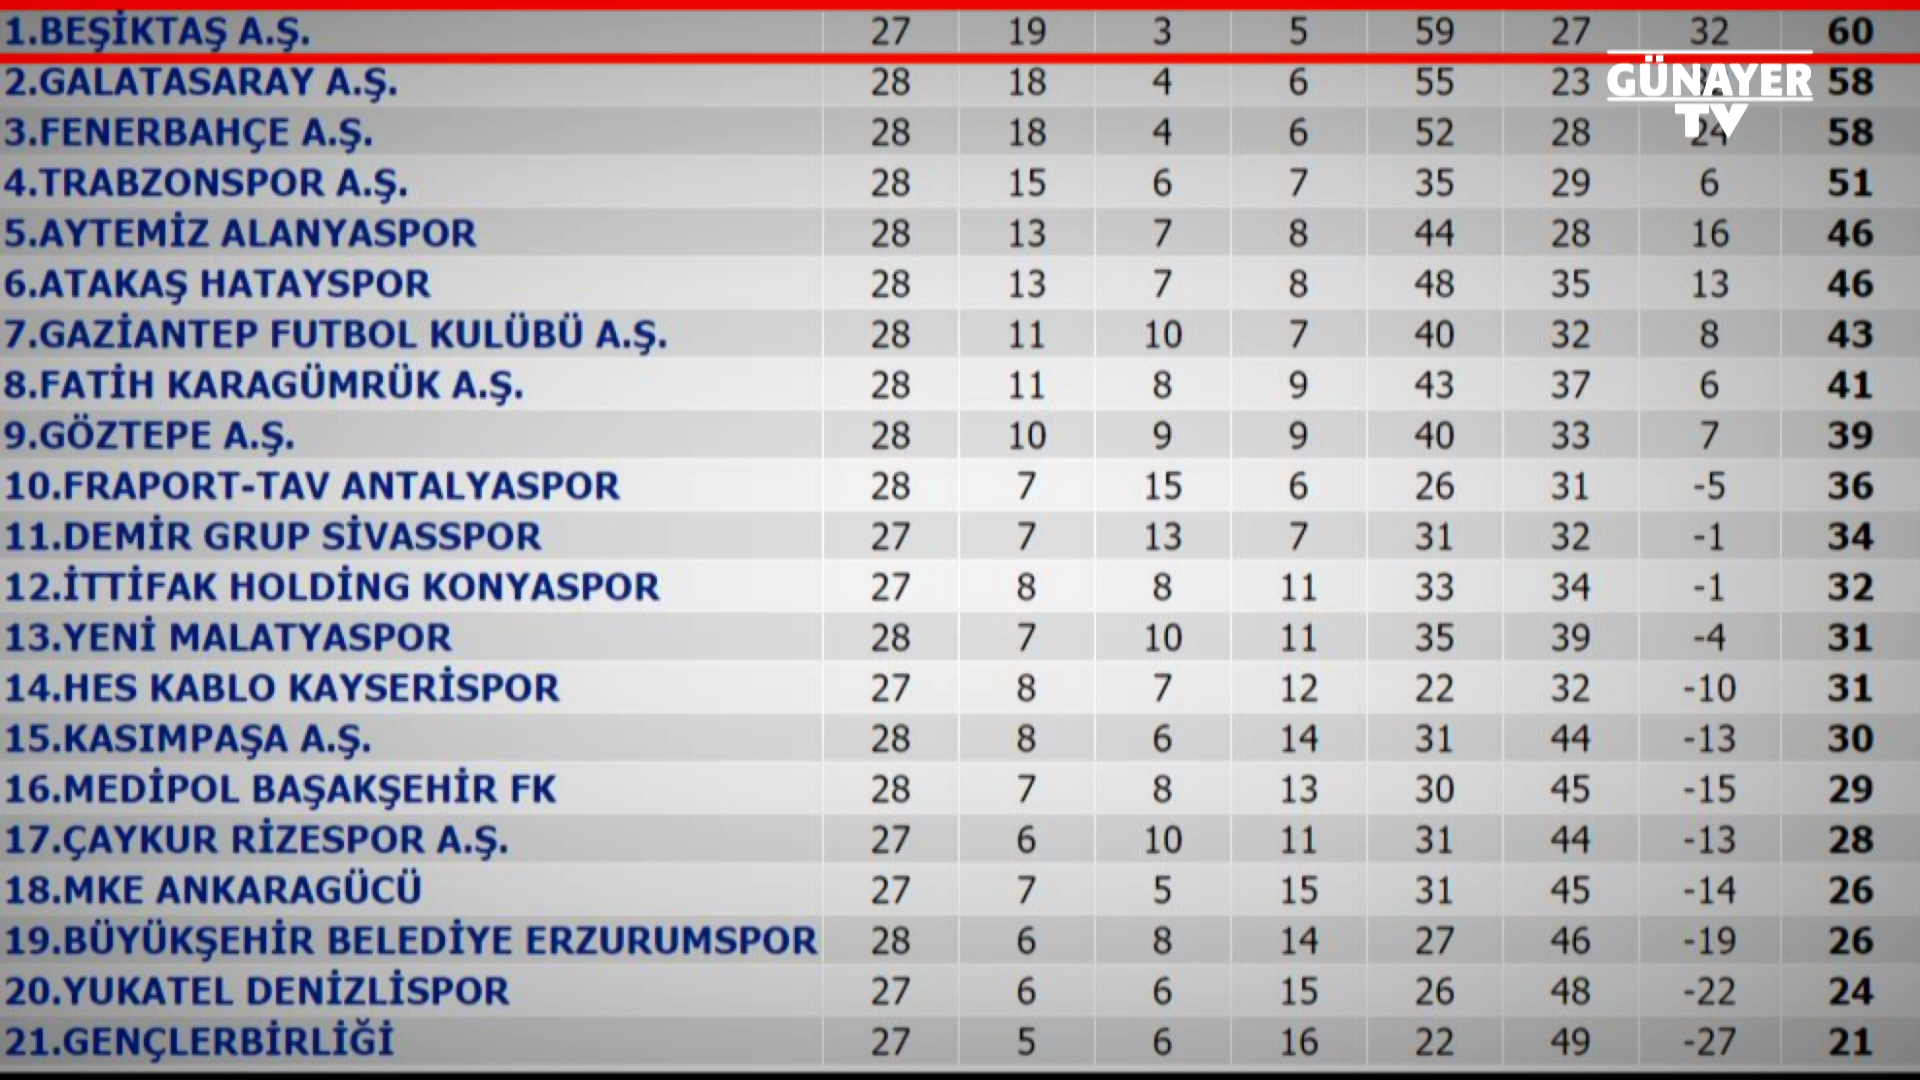 1.BEŞİKTAŞ A.Ş. 27 19 3 5 59 27 32 60
2.GALATASARAY A.Ş. 28 18 4 6 55 23 58
3.FENERBAHÇE A.Ş. 28 18 4 6 52 28 24 58
4.TRABZONSPOR A.Ş. 28 15 6 7 35 29 6 51
5.AYTEMİZ ALANYASPOR 28 13 7 8 44 28 16 46
6.ATAKAŞ HATAYSPOR 28 13 7 8 48 35 13 46
7.GAZİANTEP FUTBOL KULÜBÜ A.Ş. 28 11 10 7 40 32 8 43
8.FATİH KARAGÜMRÜK A.Ş. 28 11 8 9 43 37 6 41
9.GÖZTEPE A.Ş. 28 10 9 9 40 33 7 39
10.FRAPORT-TAV ANTALYASPOR 28 7 15 6 26 31 -5 36
11.DEMİR GRUP SİVASSPOR 27 7 13 7 31 32 -1 34
12.İTTİFAK HOLDİNG KONYASPOR 27 8 8 11 33 34 -1 32
13.YENİ MALATYASPOR 28 7 10 11 35 39 -4 31
14.HES KABLO KAYSERİSPOR 27 8 7 12 22 32 -10 31
15.KASIMPAŞA A.Ş. 28 8 6 14 31 44 -13 30
16.MEDİPOL BAŞAKŞEHİR FK 28 7 8 13 30 45 -15 29
17.ÇAYKUR RİZESPOR A.Ş. 27 6 10 11 31 44 -13 28
18.MKE ANKARAGÜCÜ 27 7 5 15 31 45 -14 26
19.BÜYÜKŞEHİR BELEDİYE ERZURUMSPOR 28 6 8 14 27 46 -19 26
20.YUKATEL DENİZLİSPOR 27 6 6 15 26 48 -22 24
21.GENÇLERBİRLİĞİ 27 5 6 16 22 49 -27 21
GÜNAYER
TV